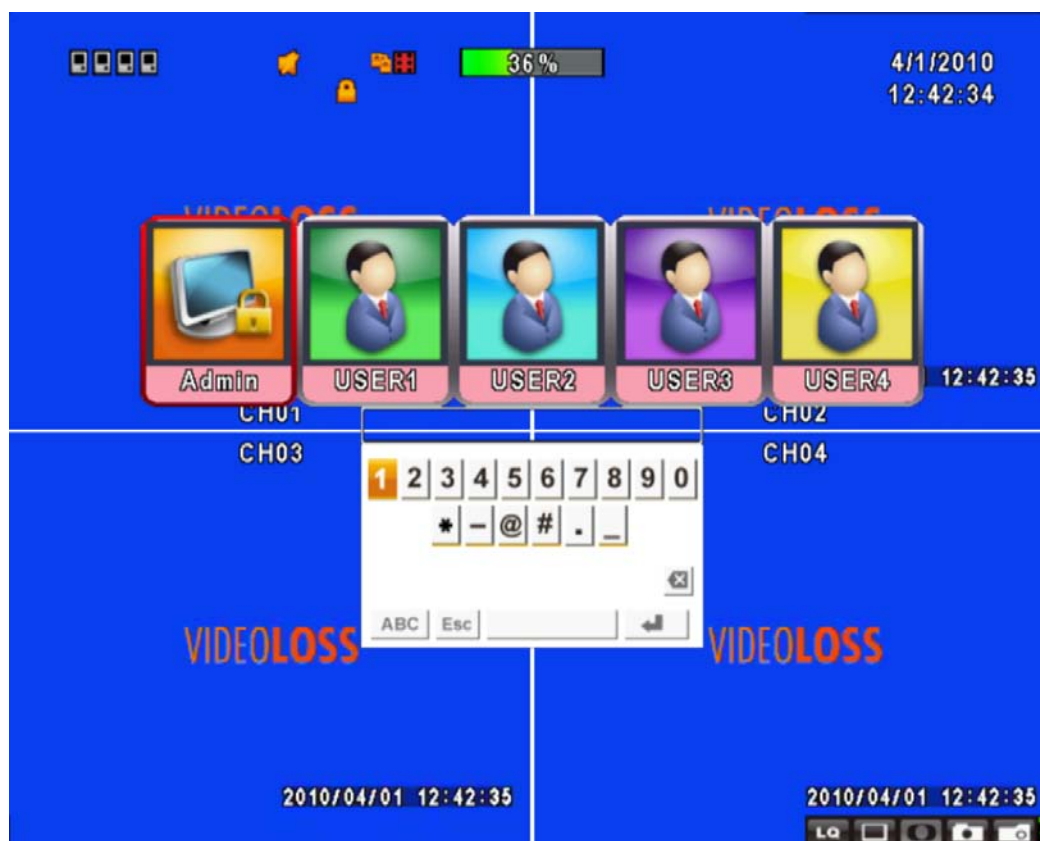 36%
4/1/2010
12:42:34
VIDEOLOSS
VIDEOLOSS
Admin
USER1
USER2
USER3
USER4
12:42:35
CH01
CH02
CH03
CH04
1 2 3 4 5 6 7 8 9 0
* - @ # . _
ABC Esc
VIDEOLOSS
VIDEOLOSS
2010/04/01 12:42:35
2010/04/01 12:42:35
LQ